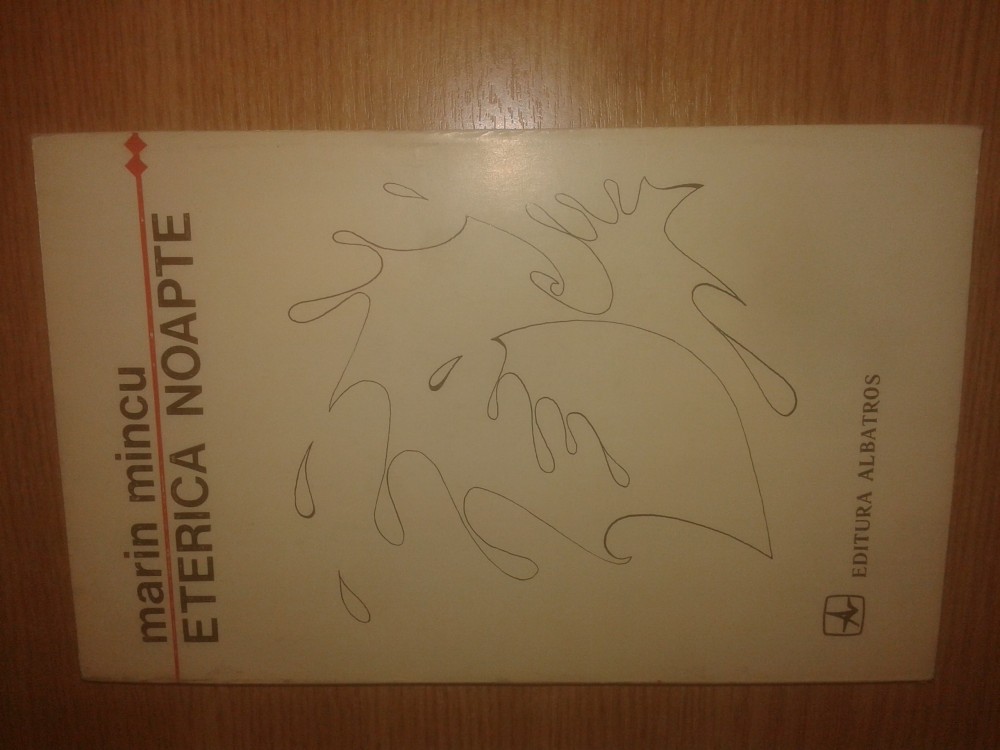 marin mincu
ETERICA NOAPTE
EDITURA ALBATROS